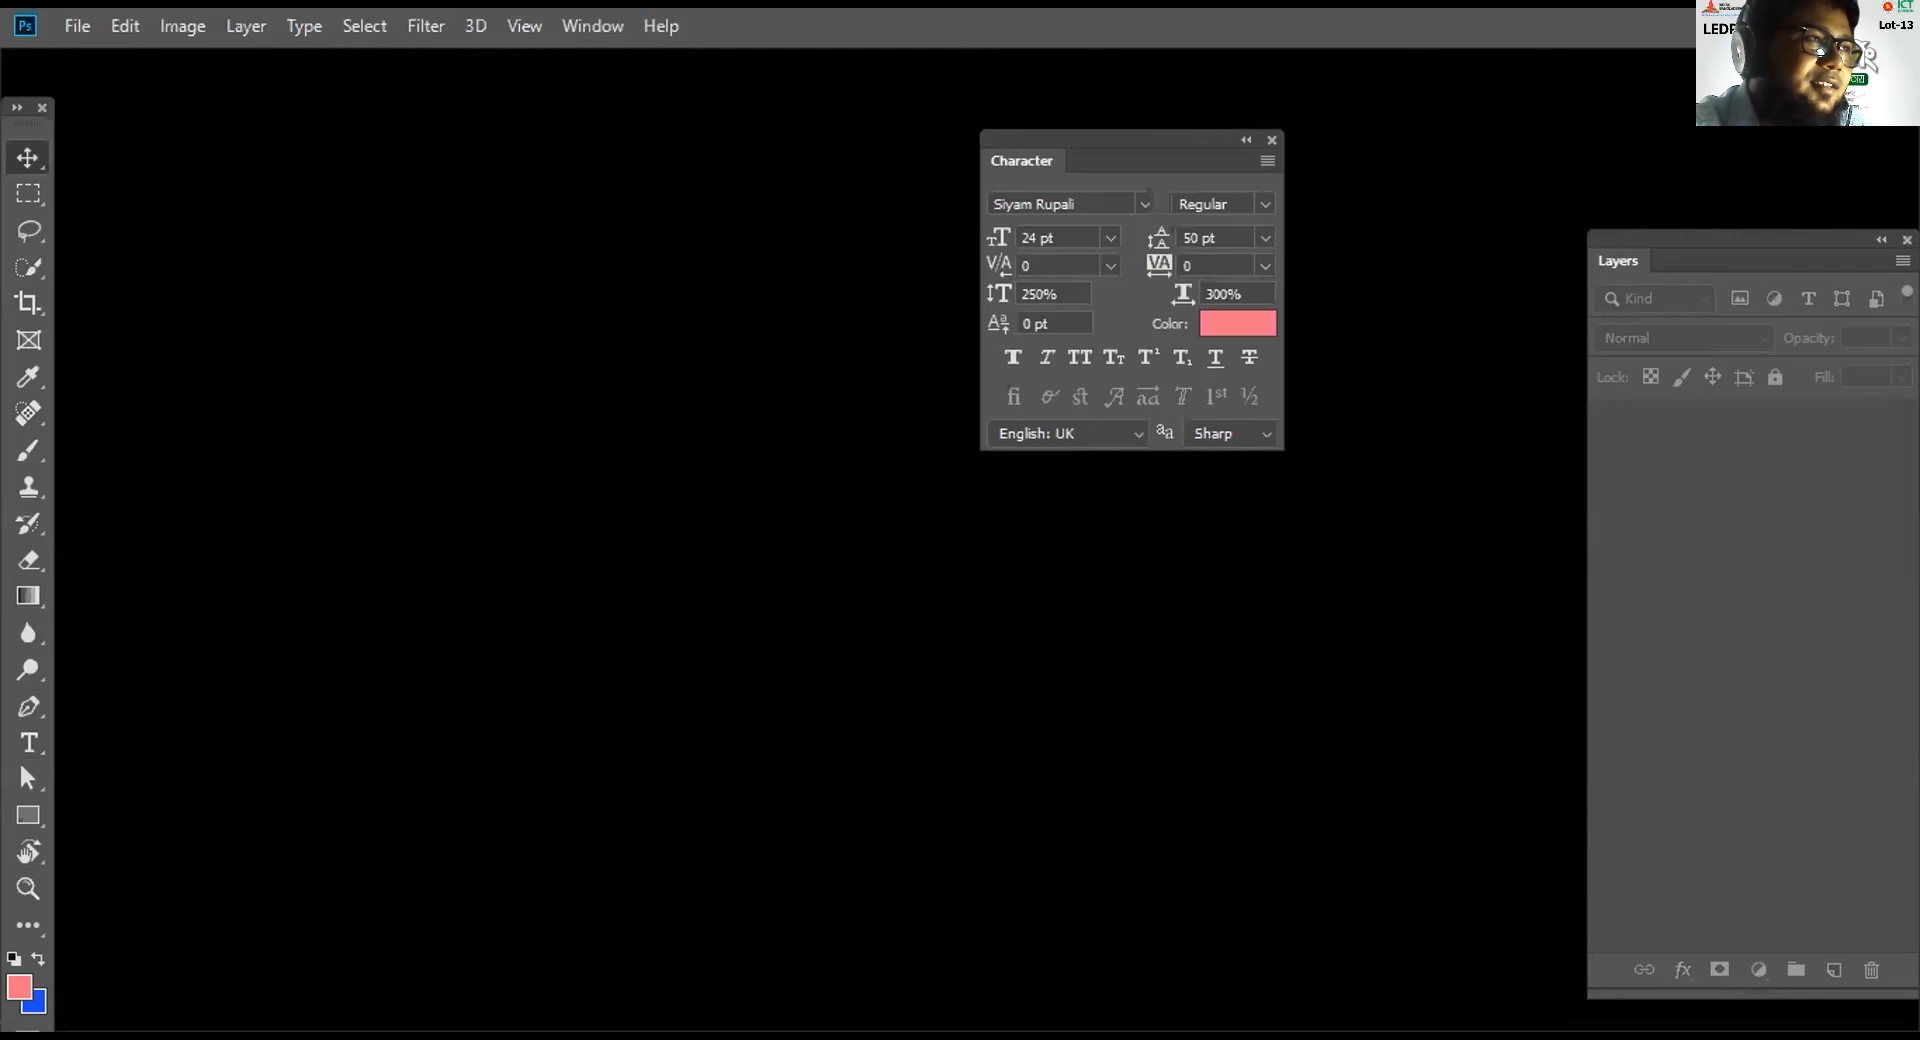 Ps File Edit Image Layer Type Select Filter 3D View Window Help
ICT
LEDP
Lot-13
Character
Siyam Rupali Regular
24 pt 50 pt
0 0
250% 300%
0 pt Color:
English: UK Sharp
Layers
Kind
Normal Opacity:
Lock: Fill: